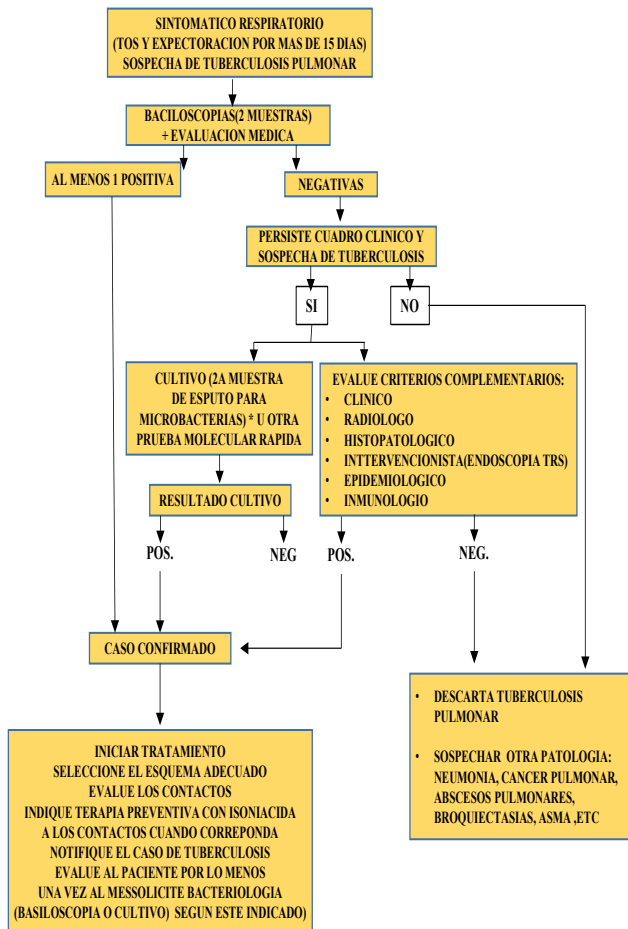 SINTOMATICO RESPIRATORIO
(TOS Y EXPECTORACION POR MAS DE 15 DIAS)
SOSPECHA DE TUBERCULOSIS PULMONAR
BACILOSCOPIAS(2 MUESTRAS)
+ EVALUACION MEDICA
AL MENOS 1 POSITIVA
NEGATIVAS
PERSISTE CUADRO CLINICO Y
SOSPECHA DE TUBERCULOSIS
SI
NO
CULTIVO (2A MUESTRA
DE ESPUTO PARA
MICROBACTERIAS) * U OTRA
PRUEBA MOLECULAR RAPIDA
EVALUE CRITERIOS COMPLEMENTARIOS:
• CLINICO
• RADIOLOGO
• HISTOPATOLOGICO
• INTTERVENCIONISTA(ENDOSCOPIA TRS)
• EPIDEMIOLOGICO
• INMUNOLOGIO
RESULTADO CULTIVO
POS.
NEG
POS.
NEG.
CASO CONFIRMADO
• DESCARTA TUBERCULOSIS
PULMONAR
• SOSPECHAR OTRA PATOLOGIA:
NEUMONIA, CANCER PULMONAR,
ABSCESOS PULMONARES,
BROQUIECTASIAS, ASMA ,ETC
INICIAR TRATAMIENTO
SELECCIONE EL ESQUEMA ADECUADO
EVALUE LOS CONTACTOS
INDIQUE TERAPIA PREVENTIVA CON ISONIACIDA
A LOS CONTACTOS CUANDO CORREPONDA
NOTIFIQUE EL CASO DE TUBERCULOSIS
EVALUE AL PACIENTE POR LO MENOS
UNA VEZ AL MESSOLICITE BACTERIOLOGIA
(BASILOSCOPIA O CULTIVO) SEGUN ESTE INDICADO)